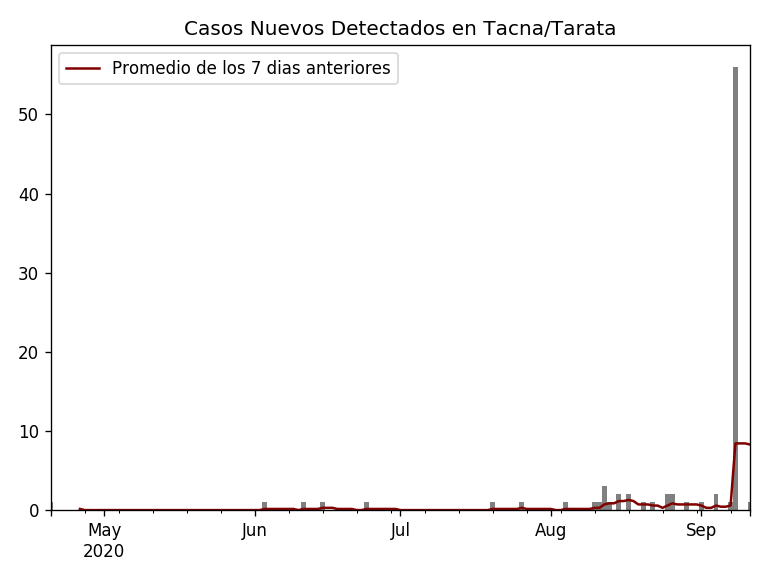 Casos Nuevos Detectados en Tacna/Tarata
Promedio de los 7 dias anteriores
50
40
30
20
10
0
May Jun Jul Aug Sep
2020